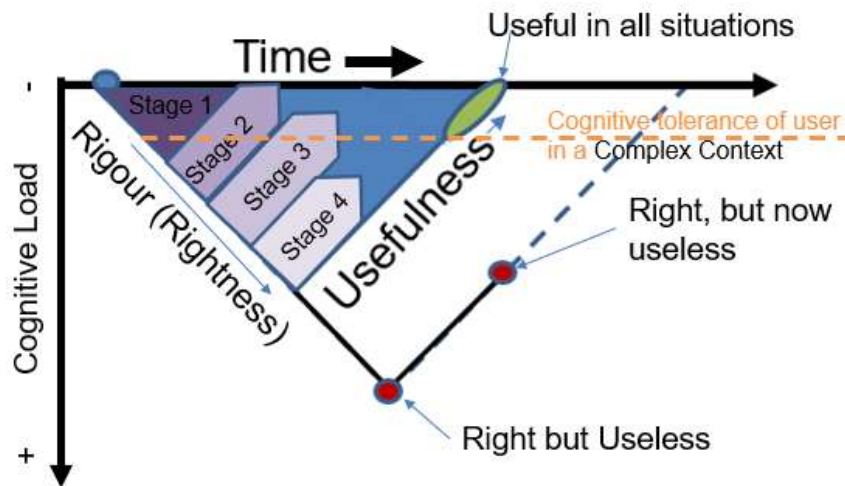 Useful in all situations
Time
-
Stage 1
Stage 2
Stage 3
Stage 4
Rigour (Rightness)
Usefulness
Cognitive tolerance of user
in a Complex Context
Right, but now
useless
Cognitive Load
Right but Useless
+